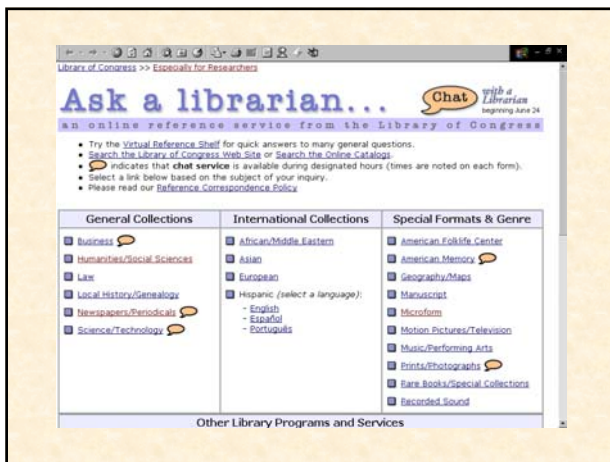 Library of Congress >> Especially for Researchers
Ask a librarian...
Chat with a Librarian
beginning June 24
an online reference service from the Library of Congress
Try the Virtual Reference Shelf for quick answers to many general questions.
Search the Library of Congress Web Site or Search the Online Catalogs.
indicates that chat service is available during designated hours (times are noted on each form).
Select a link below based on the subject of your inquiry.
Please read our Reference Correspondence Policy
General Collections
Business
Humanities/Social Sciences
Law
Local History/Genealogy
Newspapers/Periodicals
Science/Technology
International Collections
African/Middle Eastern
Asian
European
Hispanic (select a language):
- English
- Español
- Português
Special Formats & Genre
American Folklife Center
American Memory
Geography/Maps
Manuscript
Microform
Motion Pictures/Television
Music/Performing Arts
Prints/Photographs
Rare Books/Special Collections
Recorded Sound
Other Library Programs and Services